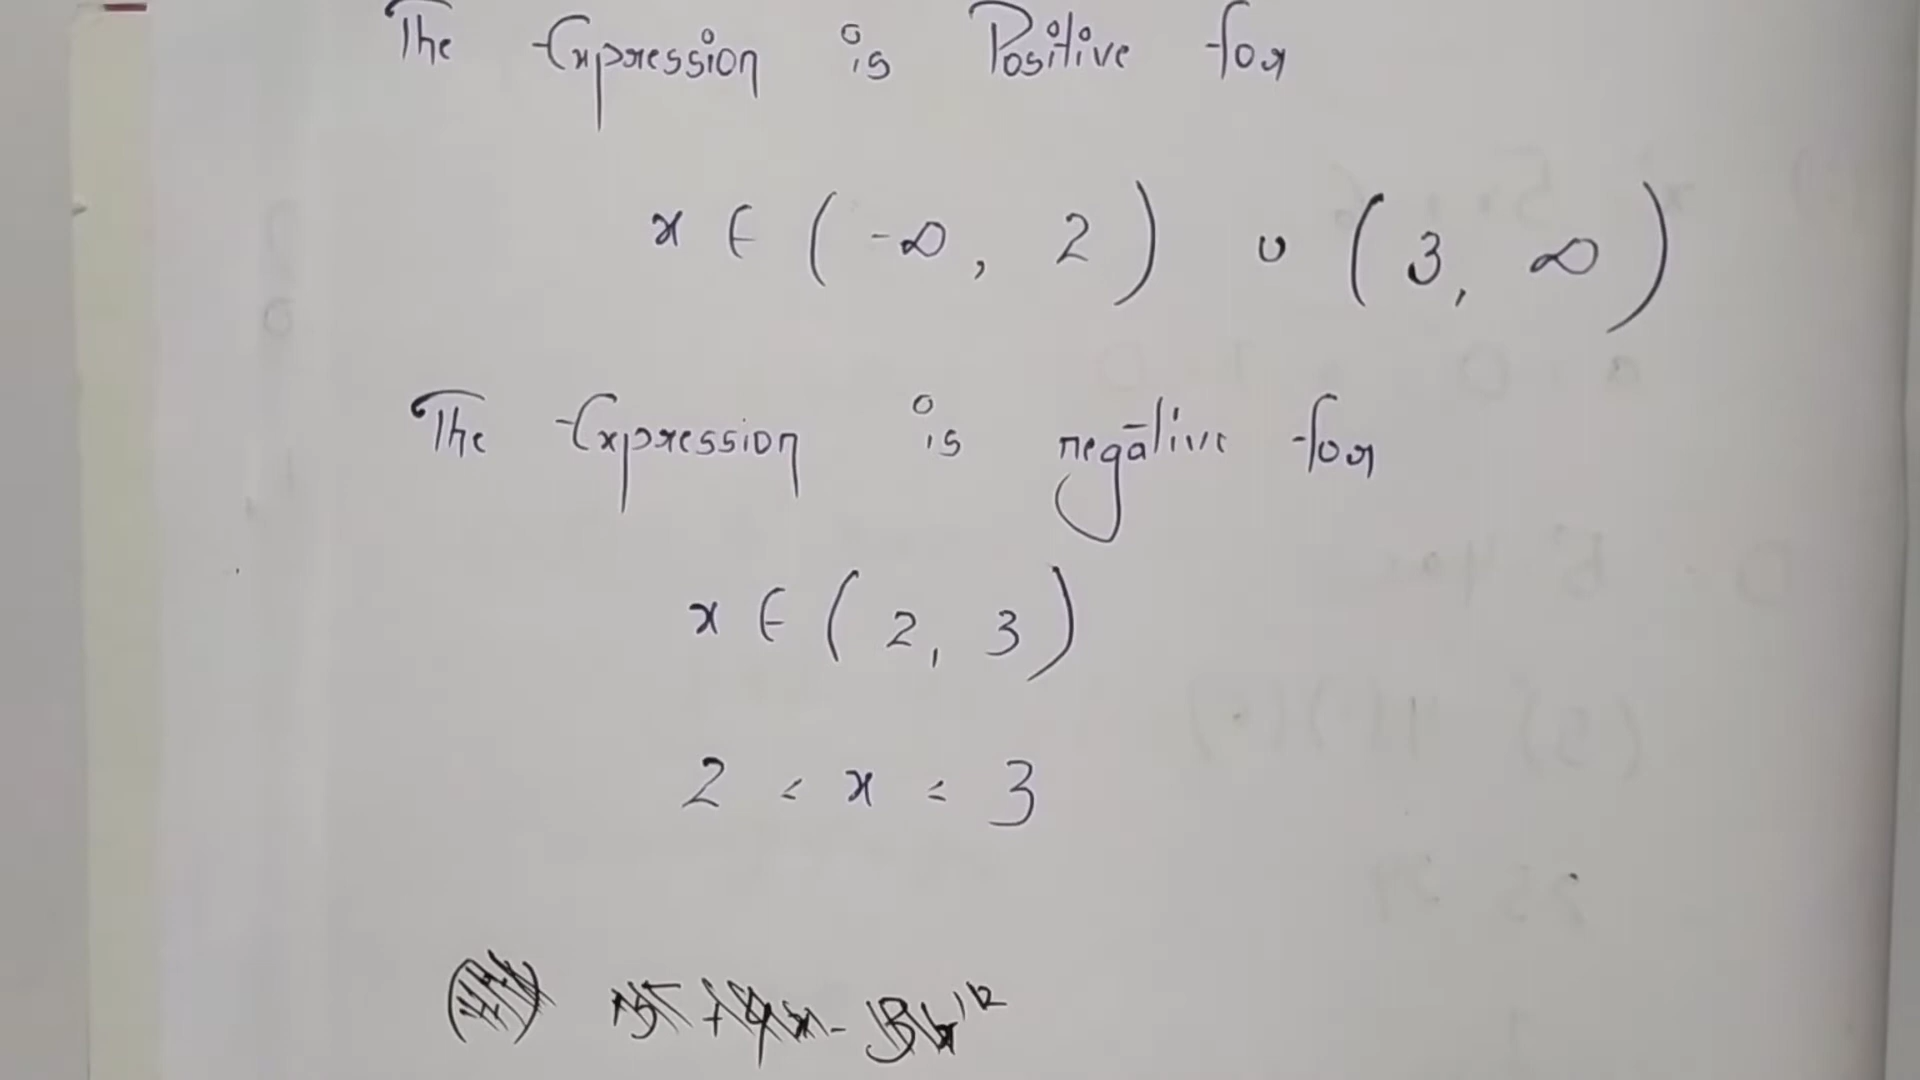 The Expression is Positive for
x ∈ (-∞, 2) ∪ (3, ∞)
The Expression is negative for
x ∈ (2, 3)
2 < x < 3